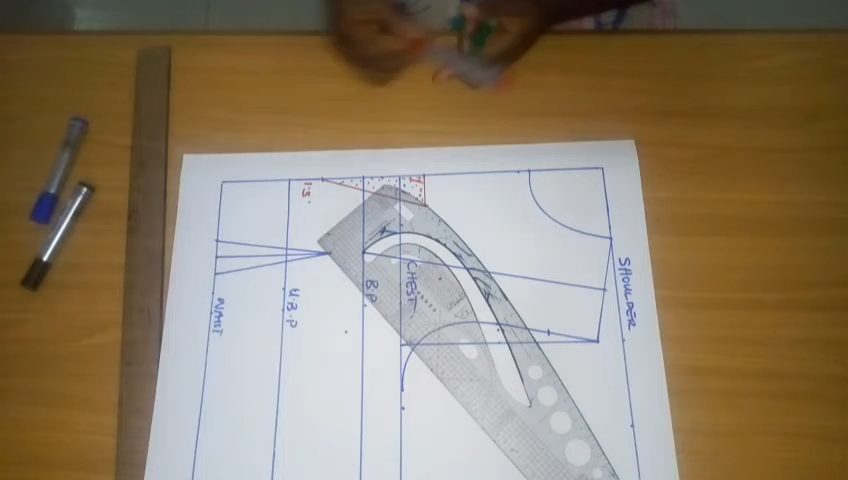 SHOULDER
CHEST
B.P
U.B.P
WAIST
1.5"